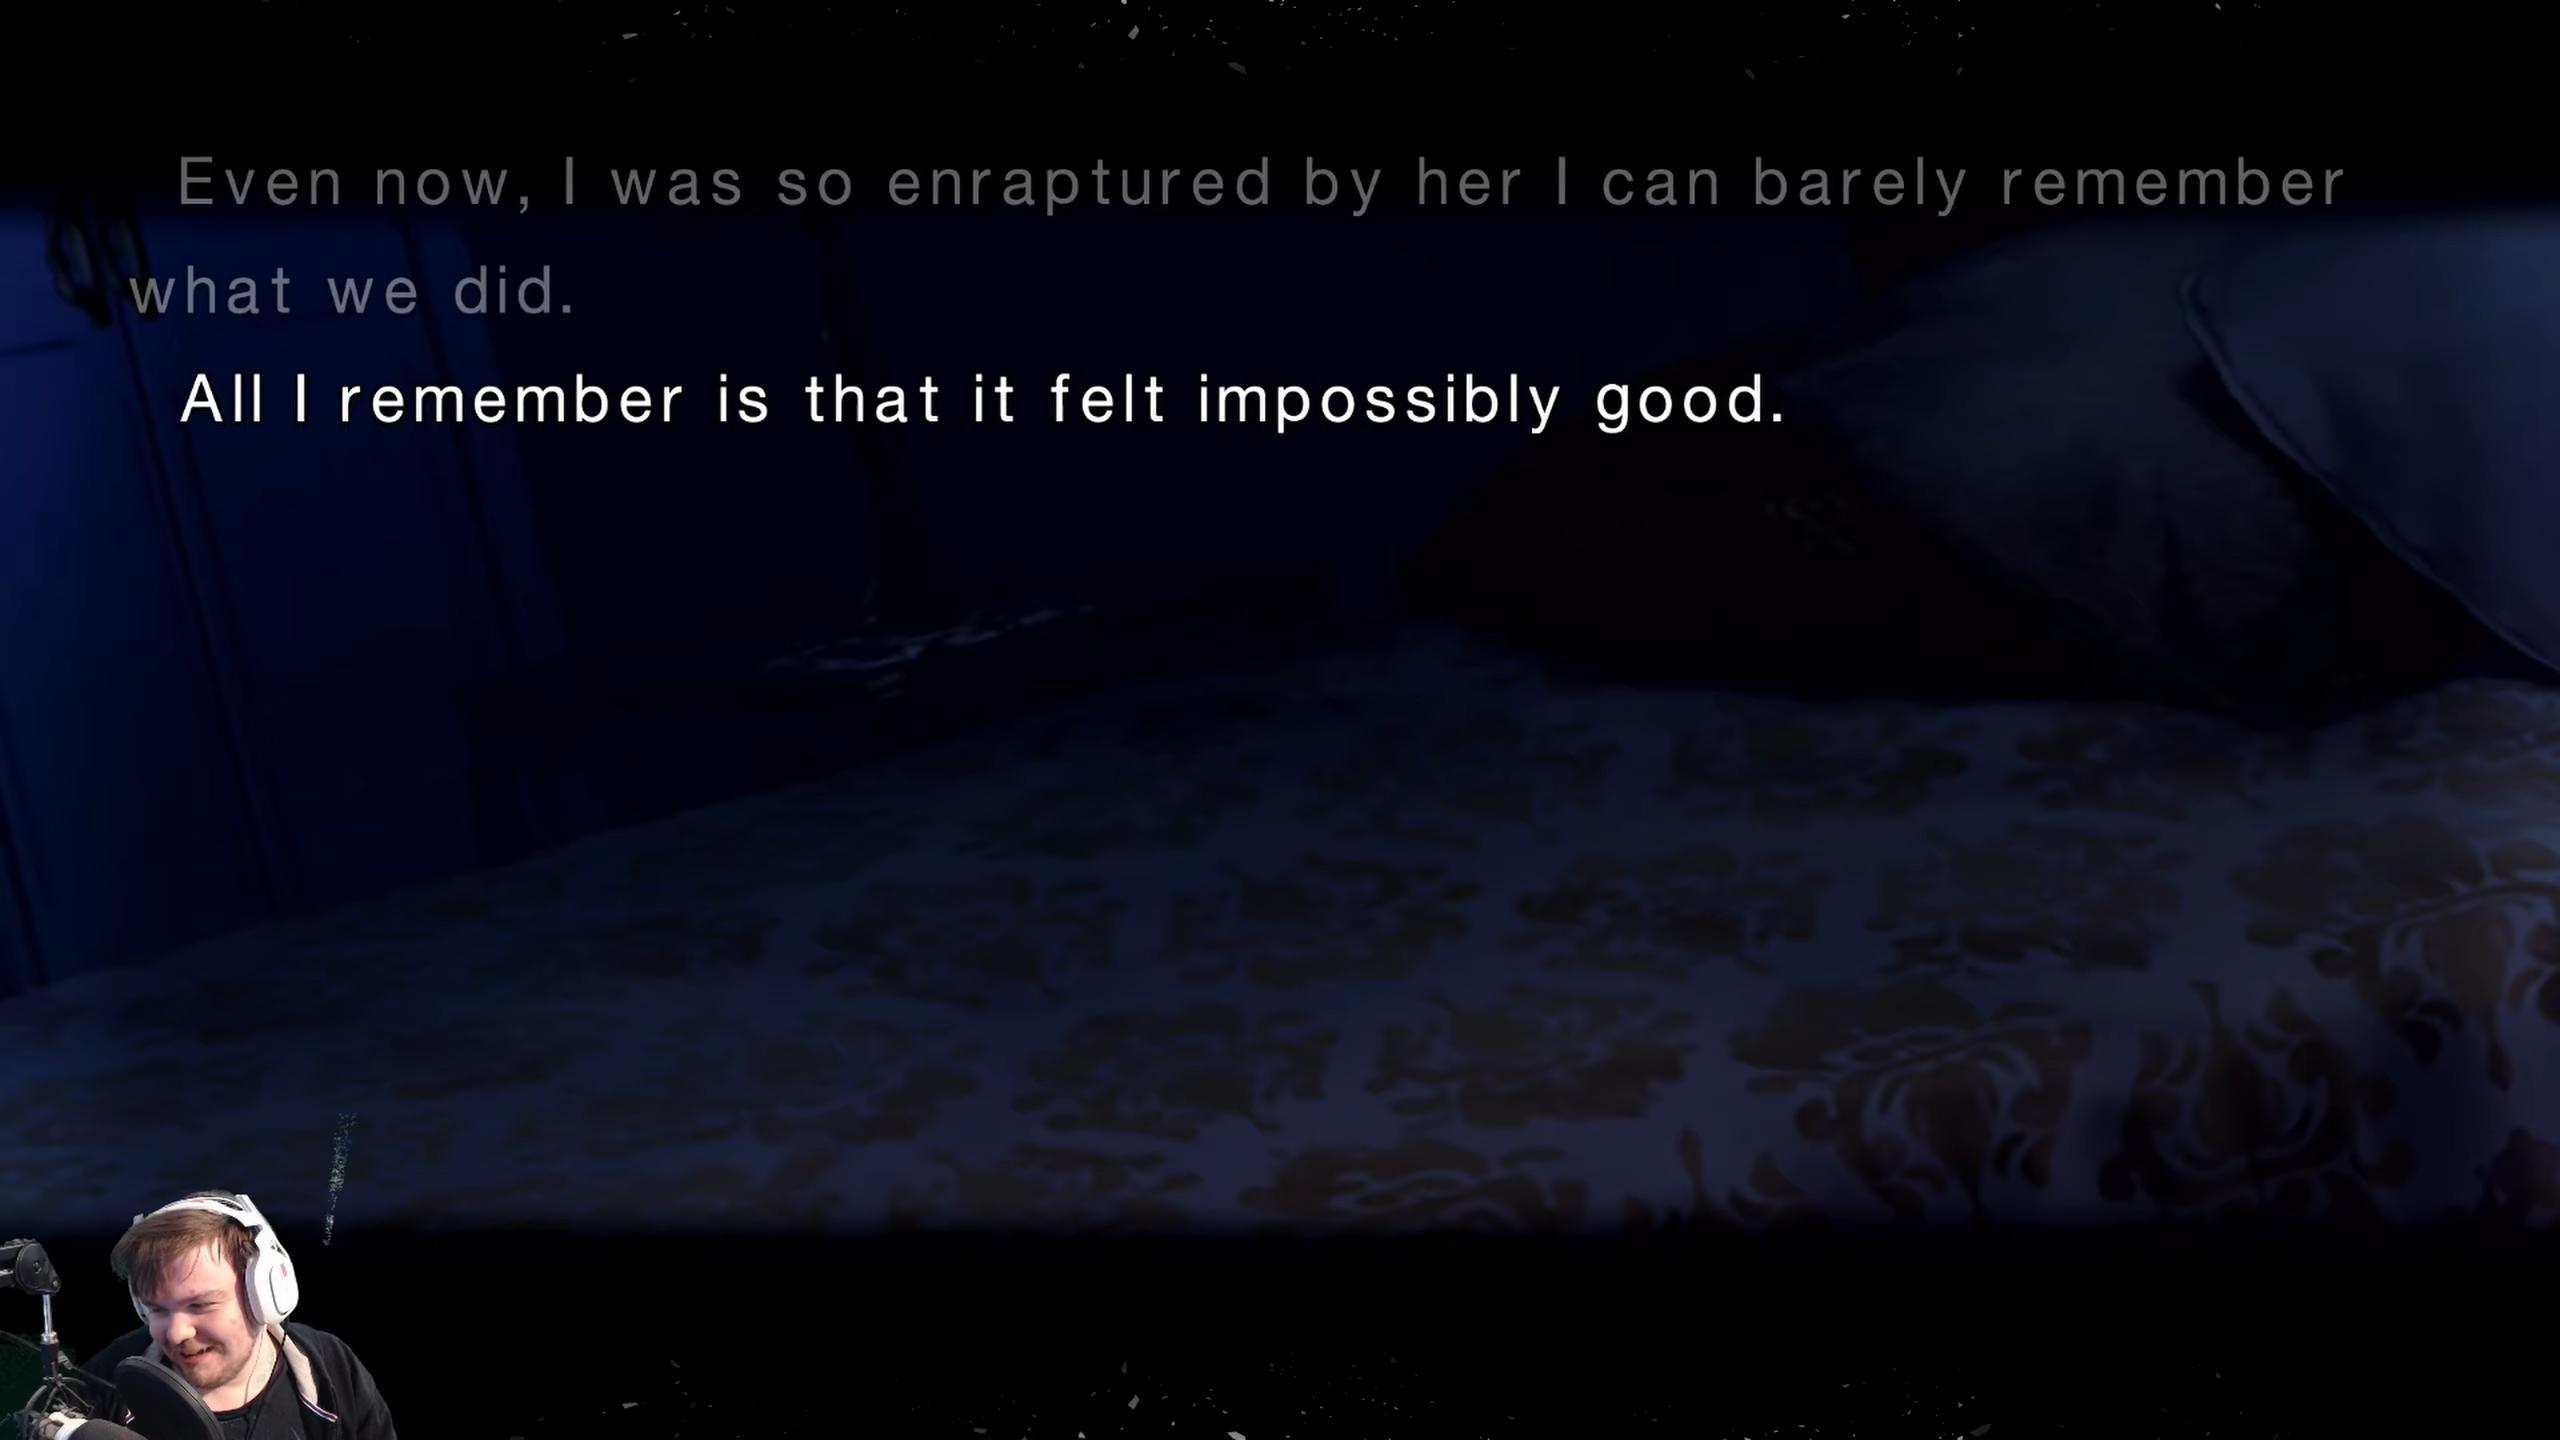 Even now, I was so enraptured by her I can barely remember
what we did.
All I remember is that it felt impossibly good.